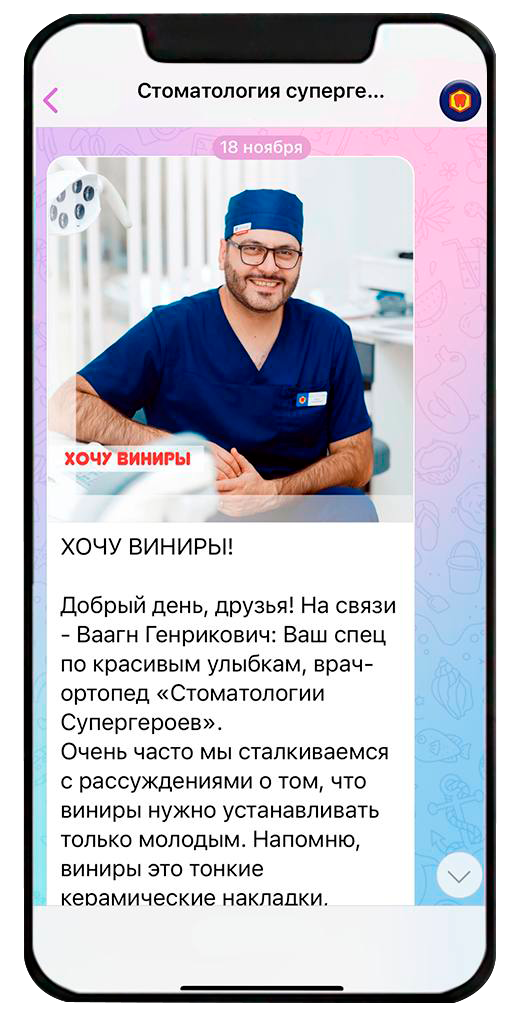 Стоматология суперге...
18 ноября
ХОЧУ ВИНИРЫ
ХОЧУ ВИНИРЫ!
Добрый день, друзья! На связи
- Ваагн Генрикович: Ваш спец
по красивым улыбкам, врач-
ортопед «Стоматологии
Супергероев».
Очень часто мы сталкиваемся
с рассуждениями о том, что
виниры нужно устанавливать
только молодым. Напомню,
виниры это тонкие
керамические накладки,